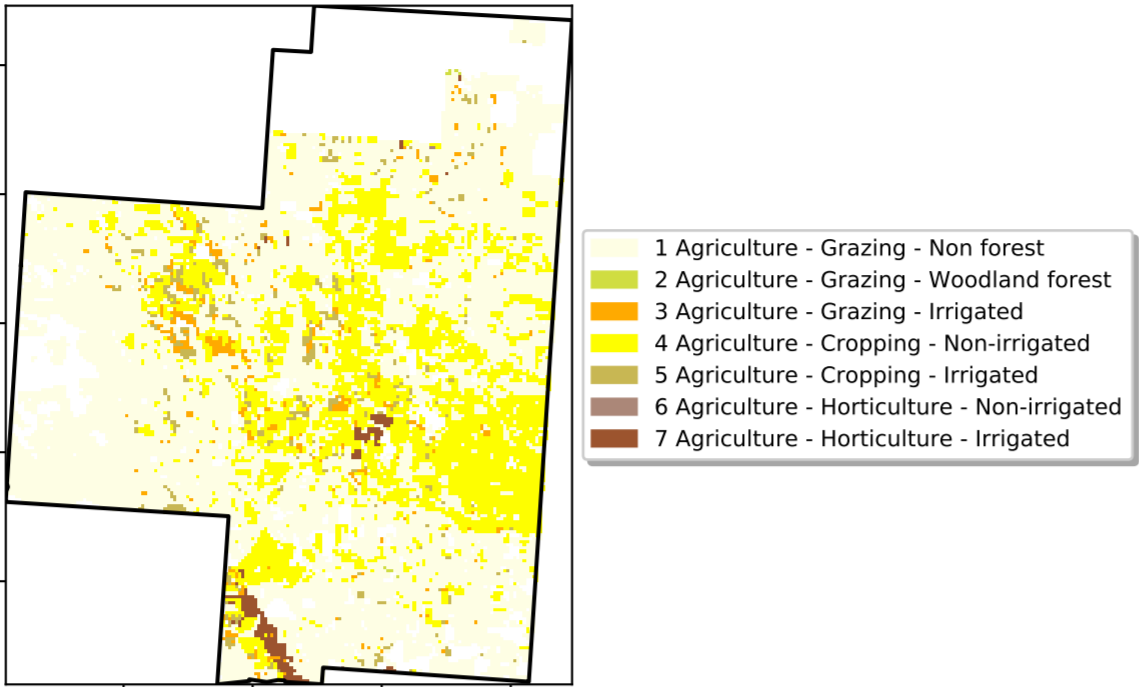 1 Agriculture - Grazing - Non forest
2 Agriculture - Grazing - Woodland forest
3 Agriculture - Grazing - Irrigated
4 Agriculture - Cropping - Non-irrigated
5 Agriculture - Cropping - Irrigated
6 Agriculture - Horticulture - Non-irrigated
7 Agriculture - Horticulture - Irrigated